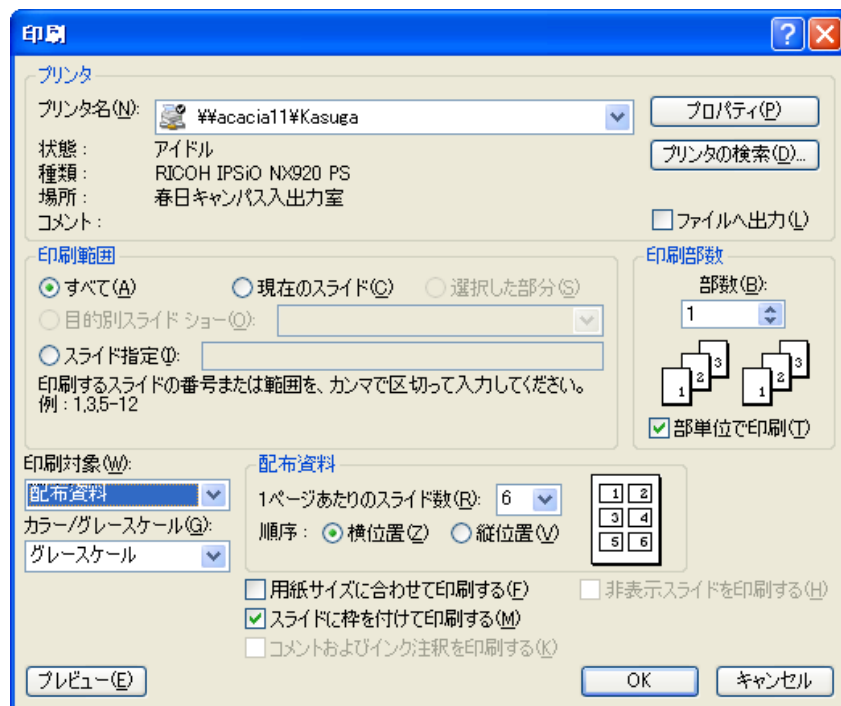 印刷
プリンタ
プリンタ名(N): ¥¥acacia11¥Kasuga プロパティ(P)
状態: アイドル プリンタの検索(D)...
種類: RICOH IPSiO NX920 PS
場所: 春日キャンパス入出力室
コメント: ファイルへ出力(L)
印刷範囲 印刷部数
すべて(A) 現在のスライド(C) 選択した部分(S) 部数(B):
目的別スライド ショー(O): 1
スライド指定(I):
印刷するスライドの番号または範囲を、カンマで区切って入力してください。
例:1,3,5-12
1 2 3 1 2 3
部単位で印刷(T)
印刷対象(W): 配布資料
配布資料 1ページあたりのスライド数(R): 6 1 2
カラー/グレースケール(G): 順序: 横位置(Z) 縦位置(V) 3 4
グレースケール 5 6
用紙サイズに合わせて印刷する(F) 非表示スライドを印刷する(H)
スライドに枠を付けて印刷する(M)
コメントおよびインク注釈を印刷する(K)
プレビュー(E) OK キャンセル